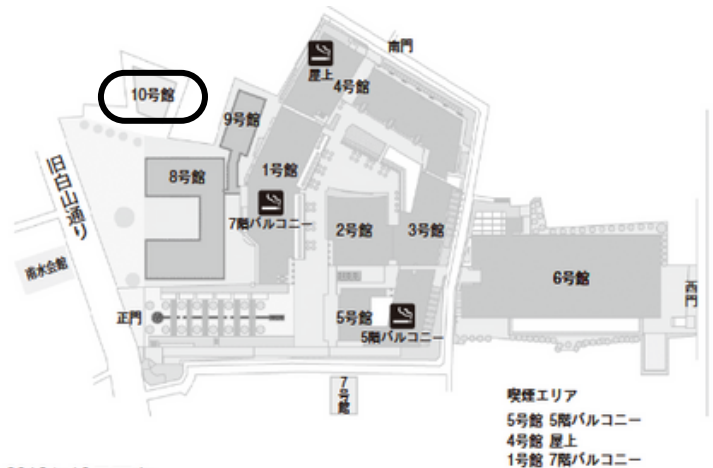 南門
屋上
4号館
10号館
9号館
旧白山通り
8号館
1号館
7階バルコニー
2号館
3号館
6号館
西門
正門
5号館
5階バルコニー
7号館
喫煙エリア
5号館 5階バルコニー
4号館 屋上
1号館 7階バルコニー